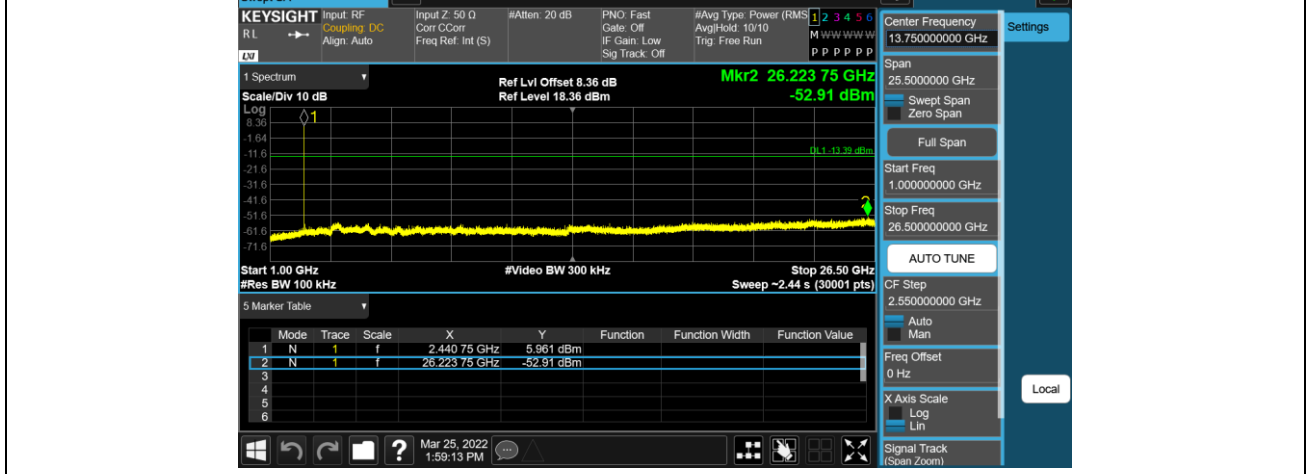 KEYSIGHT
RL
LXI
Input: RF
Coupling: DC
Align: Auto
Input Z: 50 Ω
Corr CCorr
Freq Ref: Int (S)
#Atten: 20 dB
PNO: Fast
Gate: Off
IF Gain: Low
Sig Track: Off
#Avg Type: Power (RMS
Avg|Hold: 10/10
Trig: Free Run
1 2 3 4 5 6
M W W W W W
P P P P P P
1 Spectrum
Scale/Div 10 dB
Ref Lvl Offset 8.36 dB
Ref Level 18.36 dBm
Mkr2 26.223 75 GHz
-52.91 dBm
Log
8.36
-1.64
-11.6
-21.6
-31.6
-41.6
-51.6
-61.6
-71.6
1
2
DL1 -13.39 dBm
Start 1.00 GHz
#Res BW 100 kHz
#Video BW 300 kHz
Stop 26.50 GHz
Sweep ~2.44 s (30001 pts)
5 Marker Table
Mode Trace Scale X Y Function Function Width Function Value
1 N 1 f 2.440 75 GHz 5.961 dBm
2 N 1 f 26.223 75 GHz -52.91 dBm
3
4
5
6
?
Mar 25, 2022
1:59:13 PM
Center Frequency
13.750000000 GHz
Span
25.5000000 GHz
Swept Span
Zero Span
Full Span
Start Freq
1.000000000 GHz
Stop Freq
26.500000000 GHz
AUTO TUNE
CF Step
2.550000000 GHz
Auto
Man
Freq Offset
0 Hz
X Axis Scale
Log
Lin
Signal Track
(Span Zoom)
Settings
Local